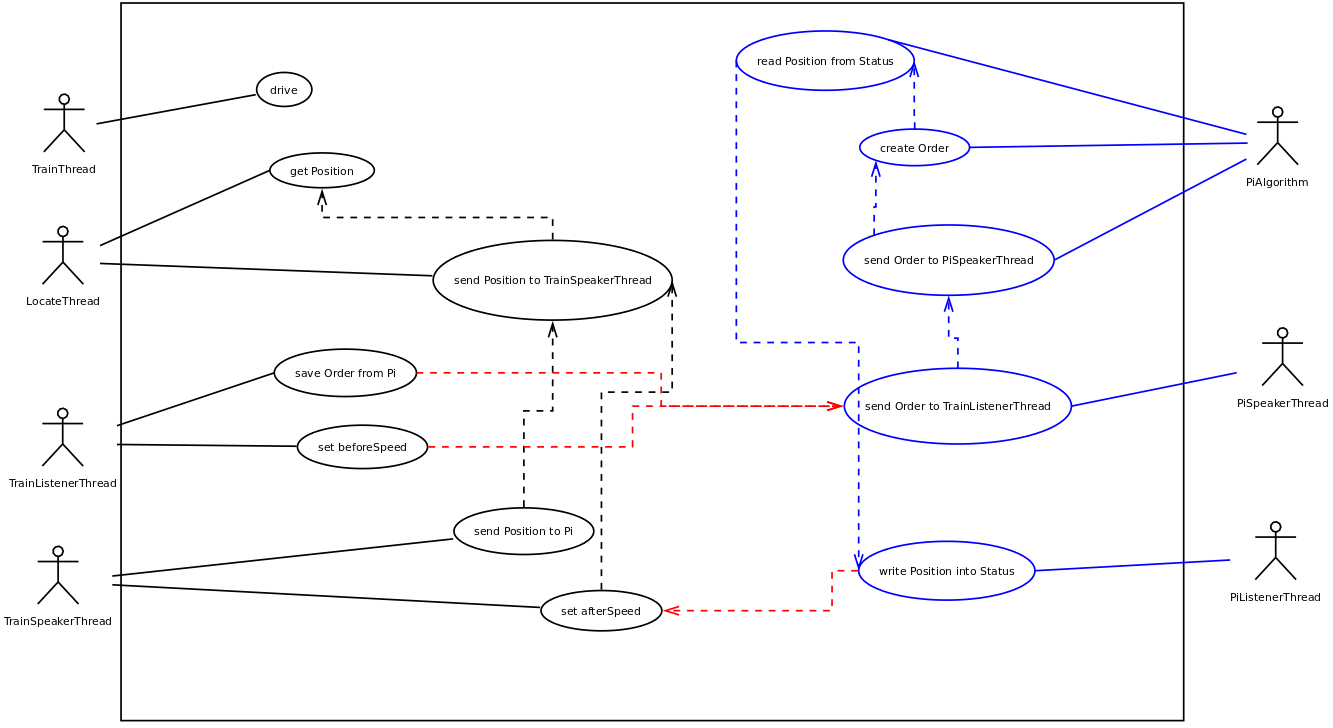 drive
TrainThread
get Position
LocateThread
send Position to TrainSpeakerThread
save Order from Pi
set beforeSpeed
TrainListenerThread
send Position to Pi
set afterSpeed
TrainSpeakerThread
read Position from Status
create Order
PiAlgorithm
send Order to PiSpeakerThread
send Order to TrainListenerThread
PiSpeakerThread
write Position into Status
PiListenerThread